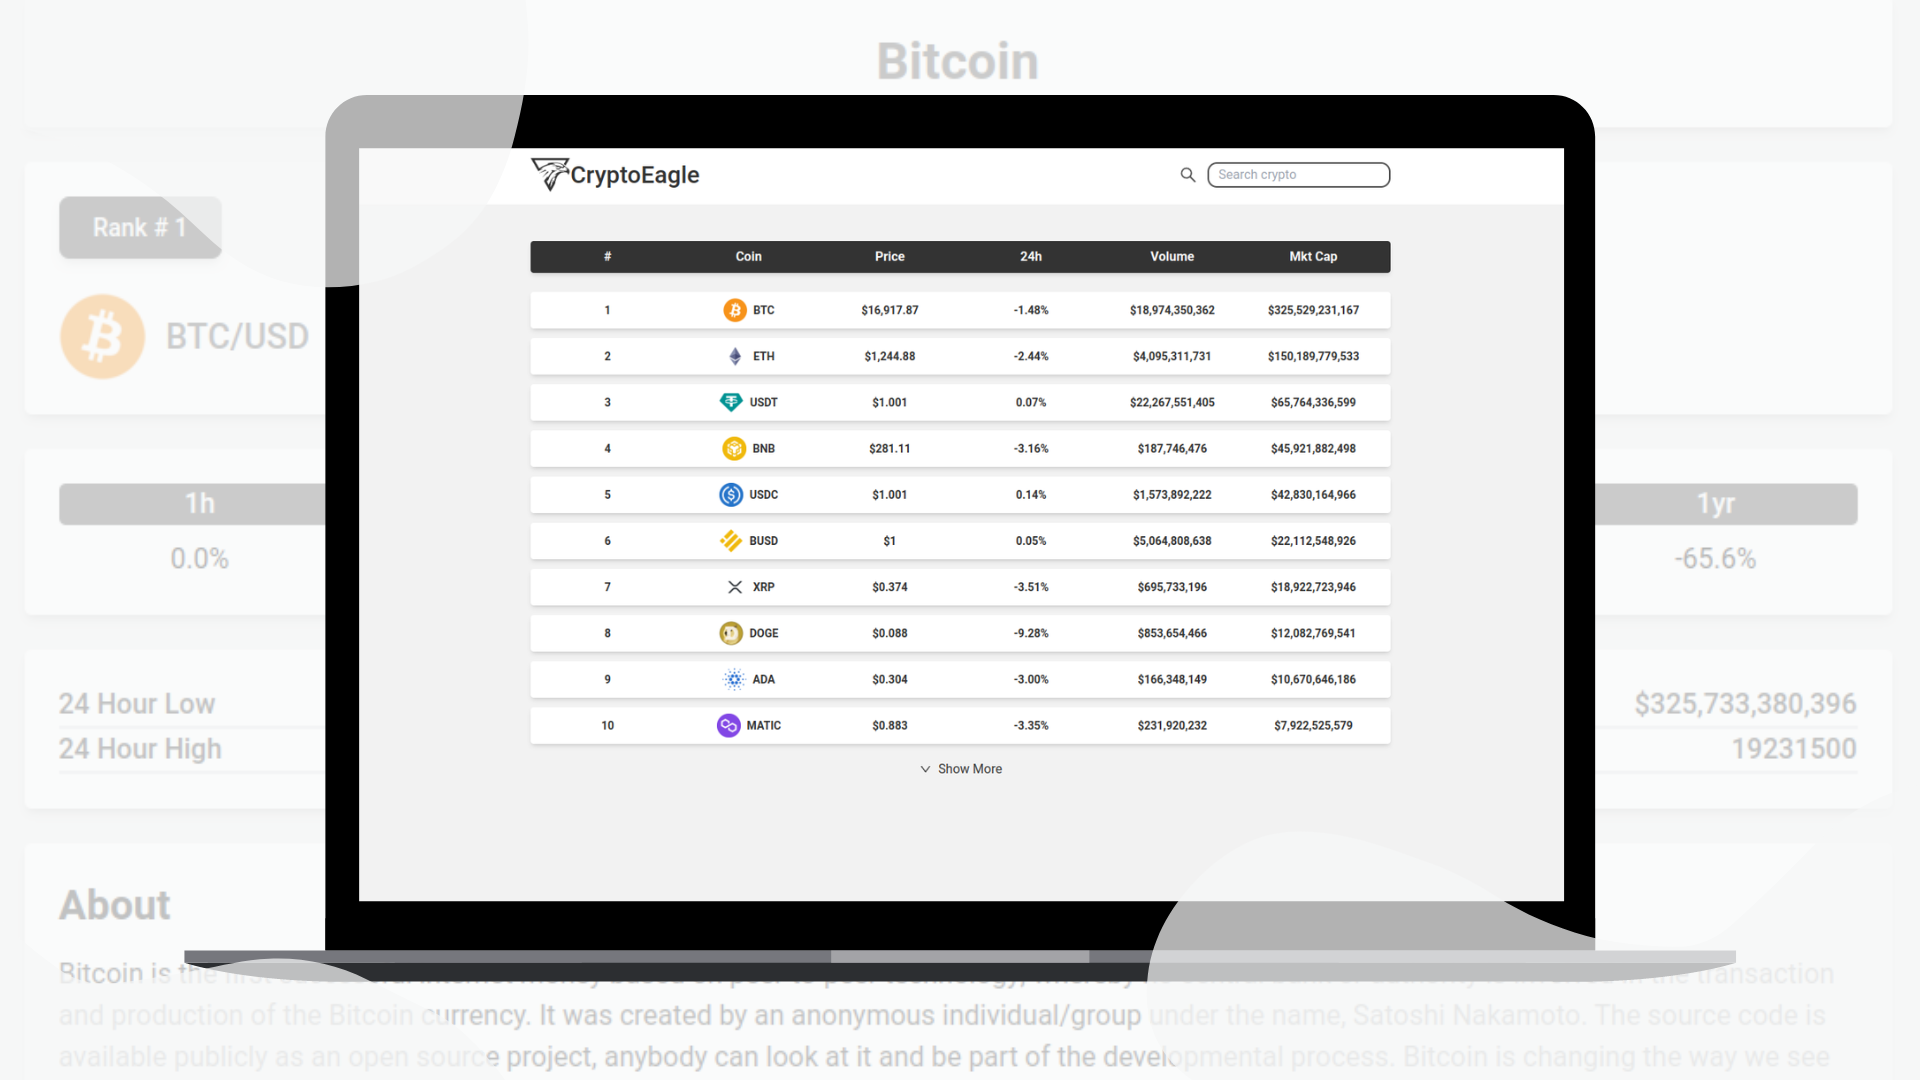 Bitcoin
CryptoEagle
Search crypto
Rank # 1
BTC/USD
# Coin Price 24h Volume Mkt Cap
1 BTC $16,917.87 -1.48% $18,974,350,362 $325,529,231,167
2 ETH $1,244.88 -2.44% $4,095,311,731 $150,189,779,533
3 USDT $1.001 0.07% $22,267,551,405 $65,764,336,599
4 BNB $281.11 -3.16% $187,746,476 $45,921,882,498
5 USDC $1.001 0.14% $1,573,892,222 $42,830,164,966
6 BUSD $1 0.05% $5,064,808,638 $22,112,548,926
7 XRP $0.374 -3.51% $695,733,196 $18,922,723,946
8 DOGE $0.088 -9.28% $853,654,466 $12,082,769,541
9 ADA $0.304 -3.00% $166,348,149 $10,670,646,186
10 MATIC $0.883 -3.35% $231,920,232 $7,922,525,579
Show More
1h
0.0%
1yr
-65.6%
24 Hour Low
$325,733,380,396
24 Hour High
19231500
About
Bitcoin is the first transaction
and production of the Bitcoin currency. It was created by an anonymous individual/group under the name, Satoshi Nakamoto. The source code is
available publicly as an open source project, anybody can look at it and be part of the developmental process. Bitcoin is changing the way we see